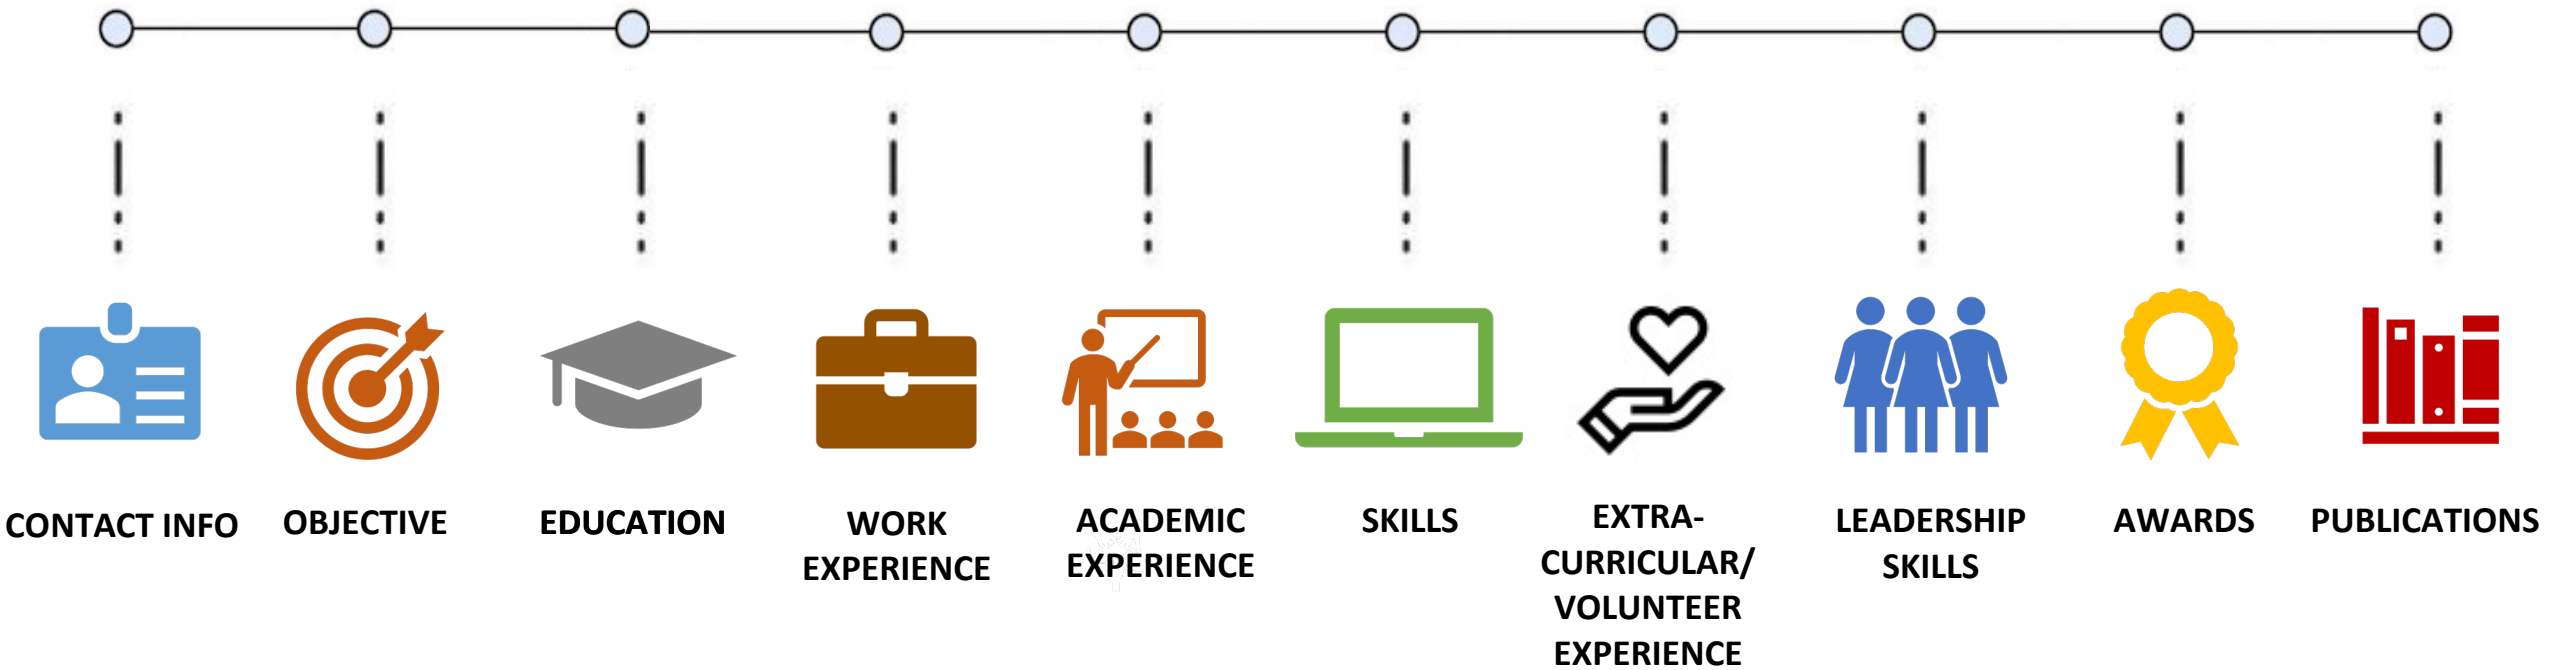 CONTACT INFO
OBJECTIVE
EDUCATION
WORK
EXPERIENCE
ACADEMIC
EXPERIENCE
SKILLS
EXTRA-
CURRICULAR/
VOLUNTEER
EXPERIENCE
LEADERSHIP
SKILLS
AWARDS
PUBLICATIONS